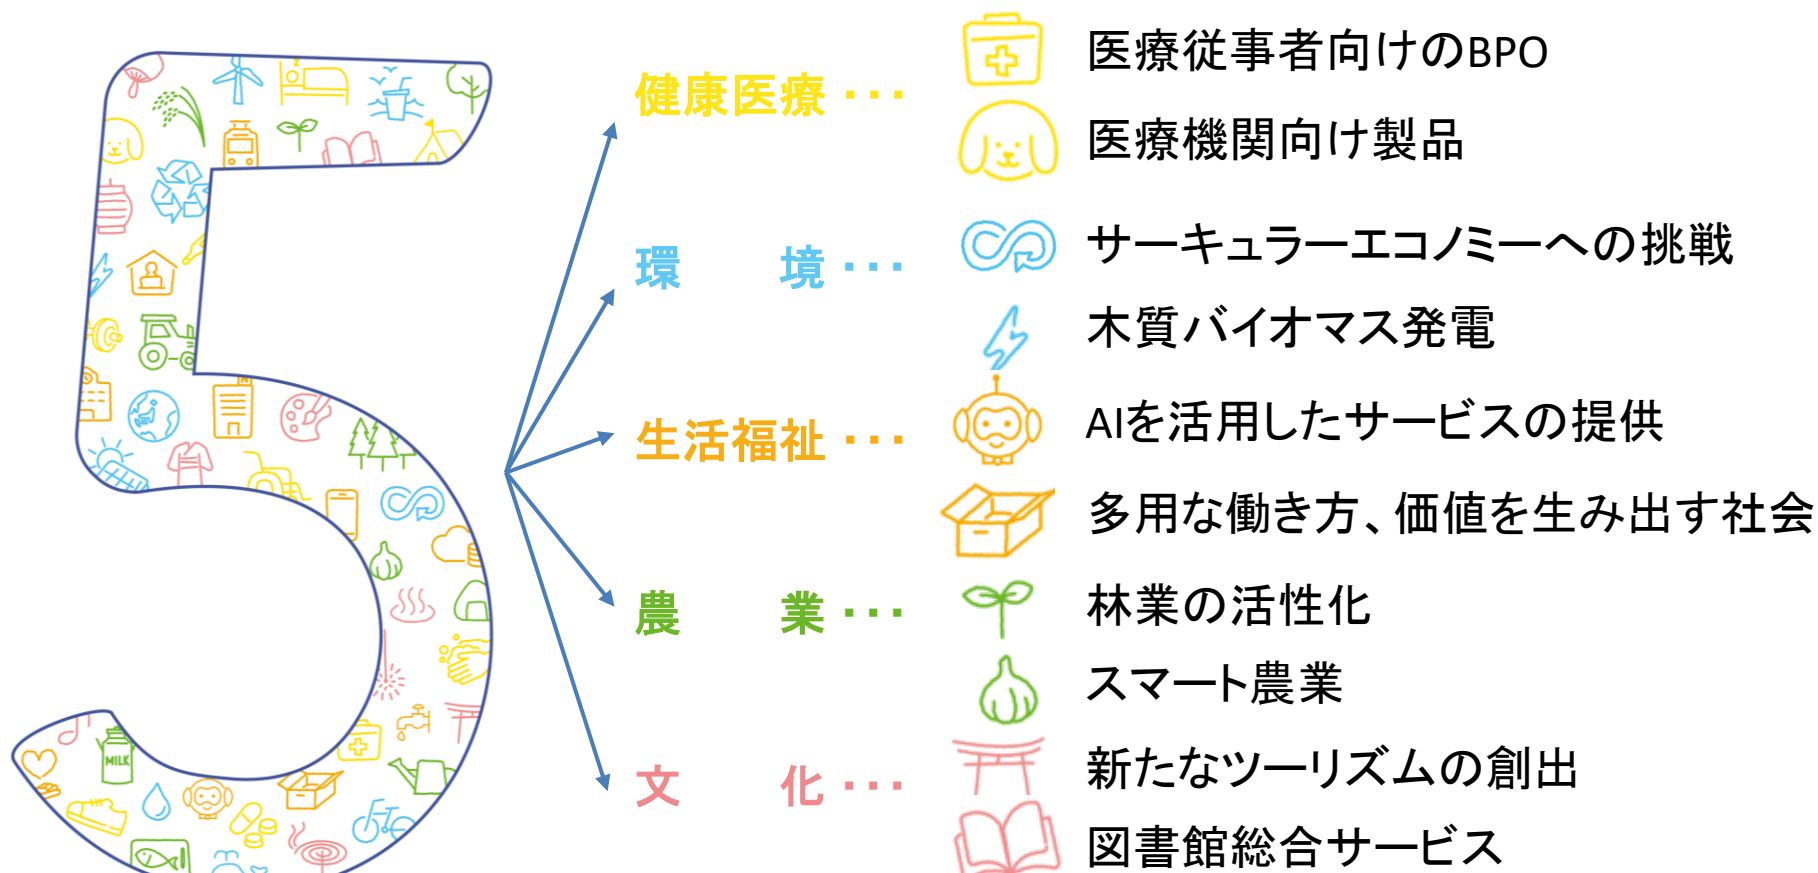 健康医療・・・
医療従事者向けのBPO
医療機関向け製品
環　境・・・
サーキュラーエコノミーへの挑戦
木質バイオマス発電
生活福祉・・・
AIを活用したサービスの提供
多用な働き方、価値を生み出す社会
農　業・・・
林業の活性化
スマート農業
文　化・・・
新たなツーリズムの創出
図書館総合サービス
5
MILK